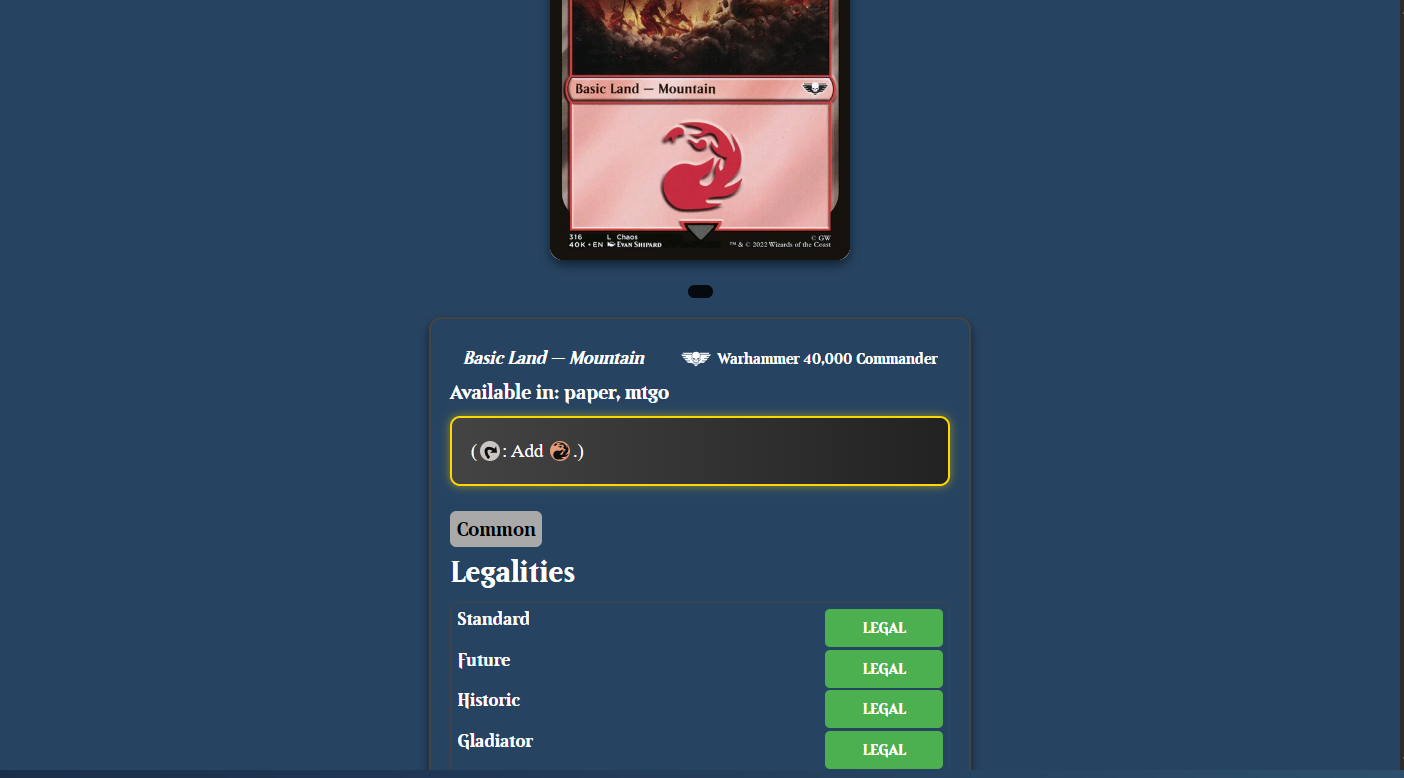 Basic Land — Mountain
316 L Chaos
40K • EN Evan Shipard
© GW
™ & © 2022 Wizards of the Coast
Basic Land — Mountain
Warhammer 40,000 Commander
Available in: paper, mtgo
( : Add .)
Common
Legalities
Standard LEGAL
Future LEGAL
Historic LEGAL
Gladiator LEGAL